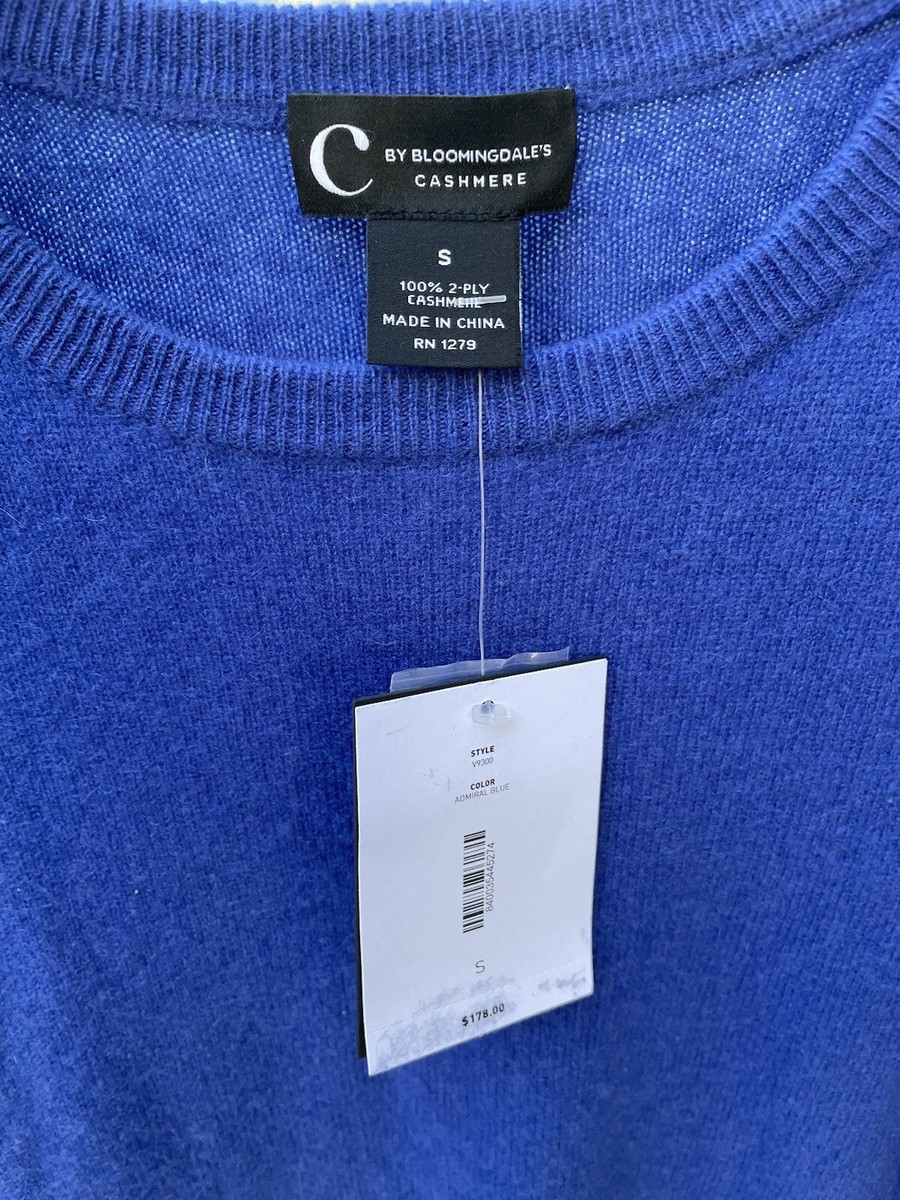 C BY BLOOMINGDALE'S
CASHMERE
S
100% 2-PLY
CASHMERE
MADE IN CHINA
RN 1279
STYLE
V9300
COLOR
ADMIRAL BLUE
840035445274
S
$178.00